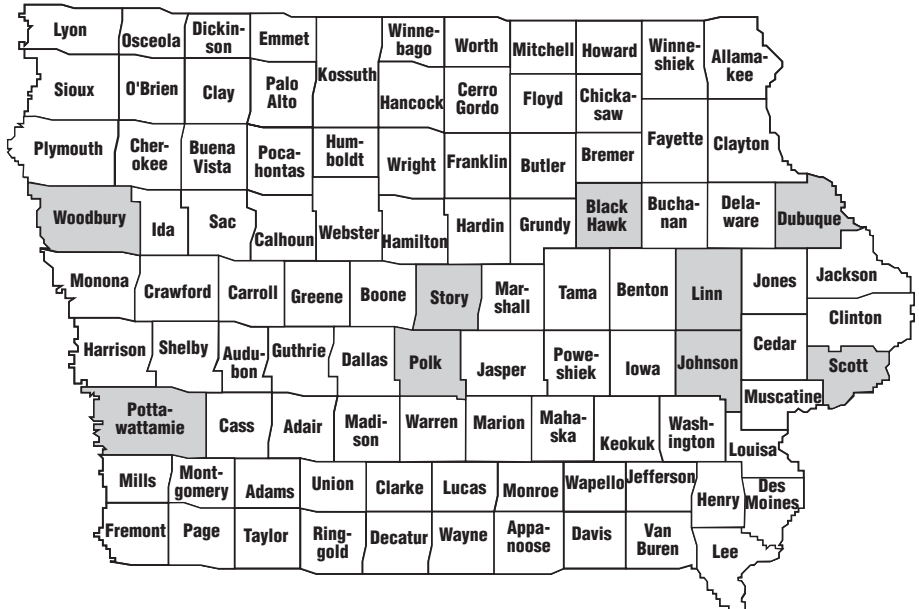 Lyon
Osceola
Dickin-
son
Emmet
Kossuth
Winne-
bago
Worth
Mitchell
Howard
Winne-
shiek
Allama-
kee
Sioux
O'Brien
Clay
Palo
Alto
Hancock
Cerro
Gordo
Floyd
Chicka-
saw
Fayette
Clayton
Plymouth
Cher-
okee
Buena
Vista
Poca-
hontas
Hum-
boldt
Wright
Franklin
Butler
Bremer
Woodbury
Ida
Sac
Calhoun
Webster
Hamilton
Hardin
Grundy
Black
Hawk
Bucha-
nan
Dela-
ware
Dubuque
Monona
Crawford
Carroll
Greene
Boone
Story
Mar-
shall
Tama
Benton
Linn
Jones
Jackson
Clinton
Harrison
Shelby
Audu-
bon
Guthrie
Dallas
Polk
Jasper
Powe-
shiek
Iowa
Johnson
Cedar
Scott
Muscatine
Potta-
wattamie
Cass
Adair
Madi-
son
Warren
Marion
Maha-
ska
Keokuk
Wash-
ington
Louisa
Mills
Mont-
gomery
Adams
Union
Clarke
Lucas
Monroe
Wapello
Jefferson
Henry
Des
Moines
Fremont
Page
Taylor
Ring-
gold
Decatur
Wayne
Appa-
noose
Davis
Van
Buren
Lee